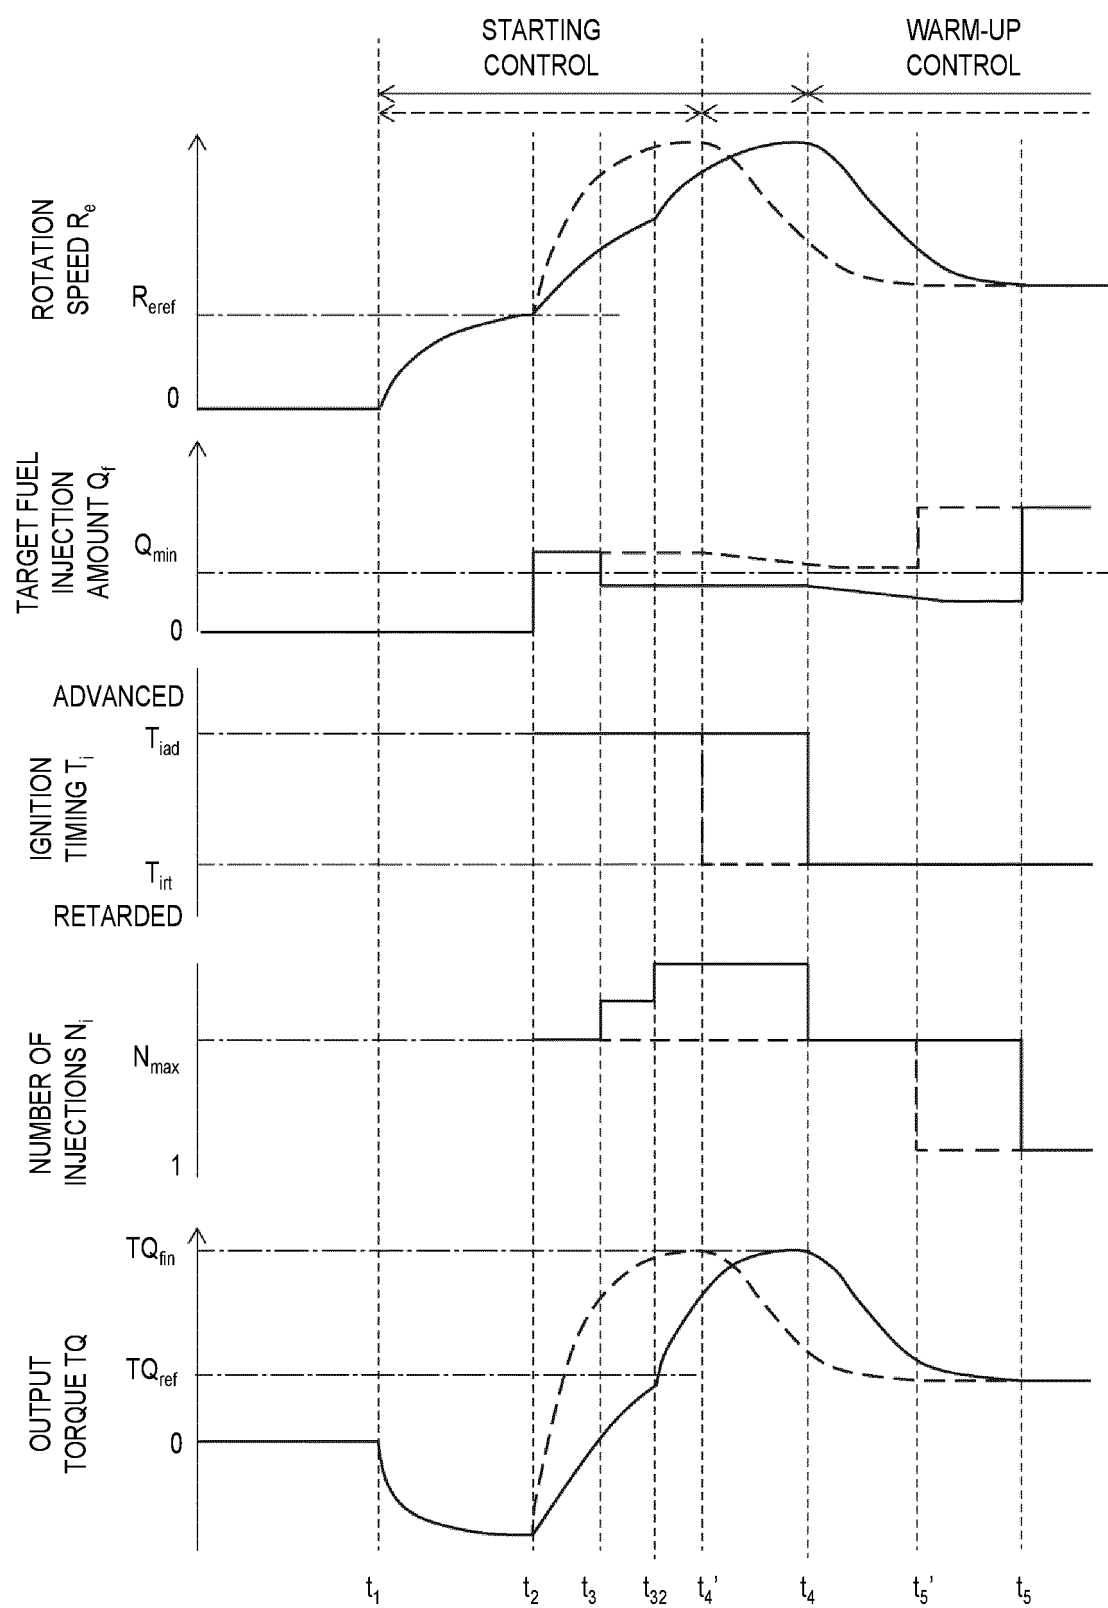 STARTING
CONTROL
WARM-UP
CONTROL
ROTATION
SPEED Re
Reref
0
TARGET FUEL
INJECTION
AMOUNT Qf
Qmin
0
ADVANCED
IGNITION
TIMING Ti
Tiad
Tirt
RETARDED
NUMBER OF
INJECTIONS Ni
Nmax
1
OUTPUT
TORQUE TQ
TQfin
TQref
0
t1 t2 t3 t32 t4' t4 t5' t5